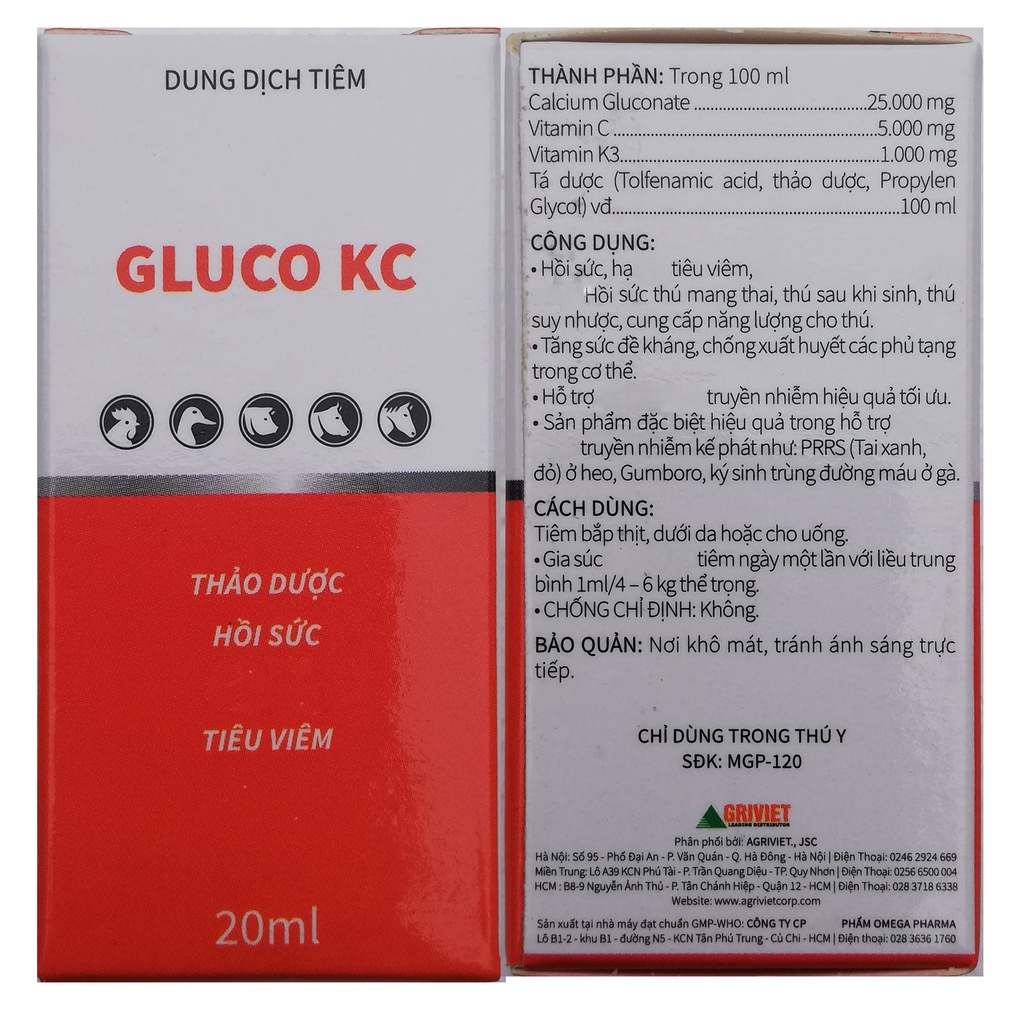 DUNG DỊCH TIÊM
GLUCO KC
THẢO DƯỢC
HỒI SỨC
TIÊU VIÊM
20ml
THÀNH PHẦN: Trong 100 ml
Calcium Gluconate ................................25.000 mg
Vitamin C .................................................5.000 mg
Vitamin K3................................................1.000 mg
Tá dược (Tolfenamic acid, thảo dược, Propylen
Glycol) vđ.....................................................100 ml
CÔNG DỤNG:
• Hồi sức, hạ tiêu viêm,
Hồi sức thú mang thai, thú sau khi sinh, thú
suy nhược, cung cấp năng lượng cho thú.
• Tăng sức đề kháng, chống xuất huyết các phủ tạng
trong cơ thể.
• Hỗ trợ truyền nhiễm hiệu quả tối ưu.
• Sản phẩm đặc biệt hiệu quả trong hỗ trợ
truyền nhiễm kế phát như: PRRS (Tai xanh,
đỏ) ở heo, Gumboro, ký sinh trùng đường máu ở gà.
CÁCH DÙNG:
Tiêm bắp thịt, dưới da hoặc cho uống.
• Gia súc tiêm ngày một lần với liều trung
bình 1ml/4 – 6 kg thể trọng.
• CHỐNG CHỈ ĐỊNH: Không.
BẢO QUẢN: Nơi khô mát, tránh ánh sáng trực
tiếp.
CHỈ DÙNG TRONG THÚ Y
SĐK: MGP-120
AGRIVIET
LEADING DISTRIBUTOR
Phân phối bởi: AGRIVIET., JSC
Hà Nội: Số 95 - Phố Đại An - P. Văn Quán - Q. Hà Đông - Hà Nội | Điện Thoại: 0246 2924 669
Miền Trung: Lô A39 KCN Phú Tài - P. Trần Quang Diệu - TP. Quy Nhơn | Điện Thoại: 0256 6500 004
HCM : B8-9 Nguyễn Ảnh Thủ - P. Tân Chánh Hiệp - Quận 12 - HCM | Điện Thoại: 028 3718 6338
Website: www.agrivietcorp.com
Sản xuất tại nhà máy đạt chuẩn GMP-WHO: CÔNG TY CP PHẨM OMEGA PHARMA
Lô B1-2 - khu B1 - đường N5 - KCN Tân Phú Trung - Củ Chi - HCM | Điện thoại: 028 3636 1760